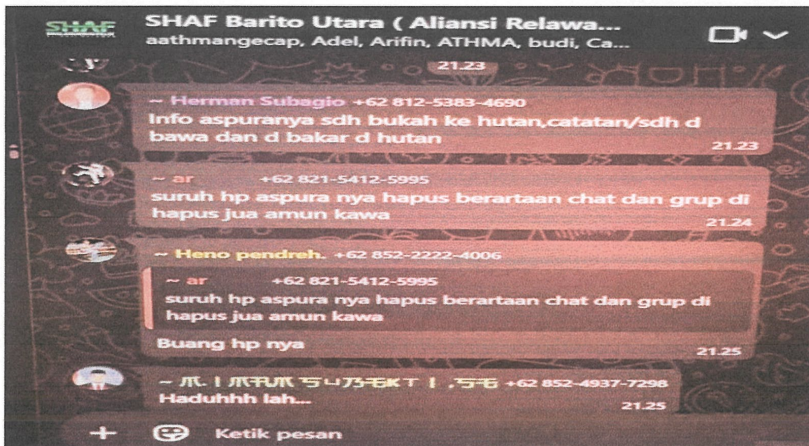 SHAF
SHAF Barito Utara ( Aliansi Relawa...
aathmangecap, Adel, Arifin, ATHMA, budi, Ca...
21.23
~ Herman Subagio +62 812-5383-4690
Info aspuranya sdh bukah ke hutan,catatan/sdh d
bawa dan d bakar d hutan
21.23
~ ar +62 821-5412-5995
suruh hp aspura nya hapus berartaan chat dan grup di
hapus jua amun kawa
21.24
~ Heno pendreh. +62 852-2222-4006
~ ar +62 821-5412-5995
suruh hp aspura nya hapus berartaan chat dan grup di
hapus jua amun kawa
Buang hp nya
21.25
+62 852-4937-7298
Haduhhh lah...
21.25
Ketik pesan